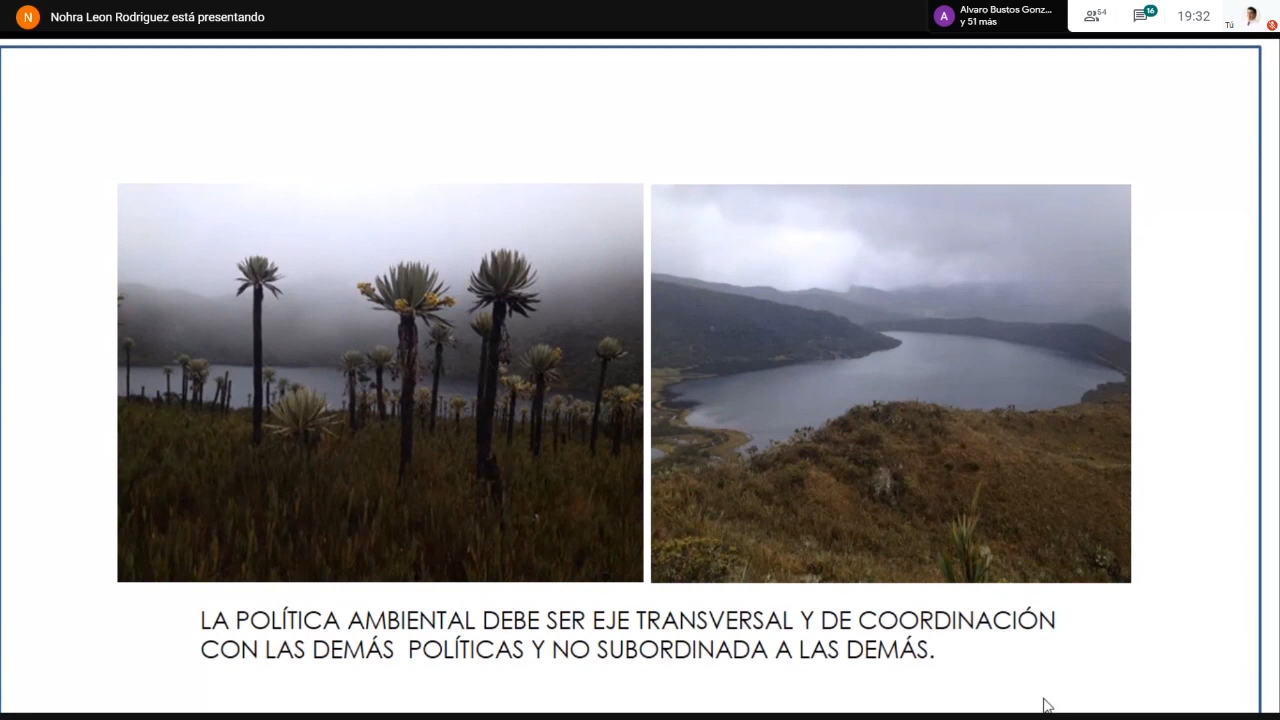 N Nohra Leon Rodriguez está presentando
A Alvaro Bustos Gonz...
y 51 más
54
16
19:32
Tú
LA POLÍTICA AMBIENTAL DEBE SER EJE TRANSVERSAL Y DE COORDINACIÓN
CON LAS DEMÁS POLÍTICAS Y NO SUBORDINADA A LAS DEMÁS.